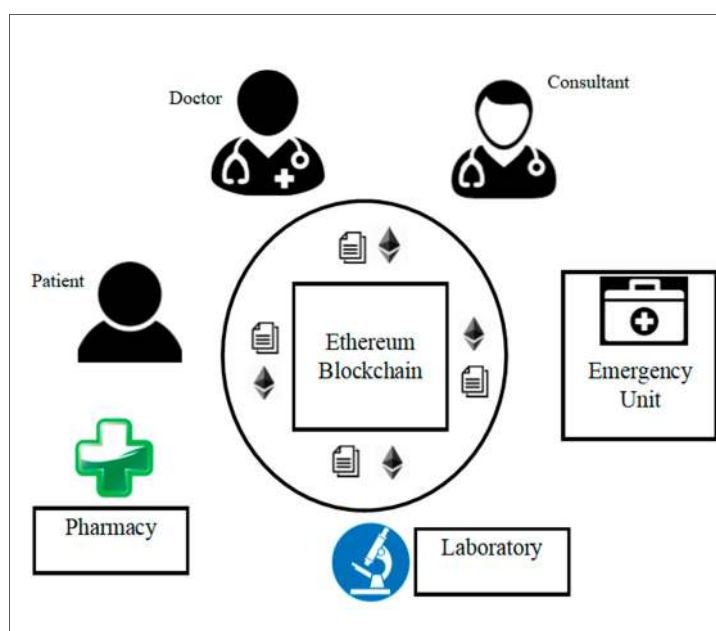 Doctor
Consultant
Patient
Ethereum
Blockchain
Emergency
Unit
Pharmacy
Laboratory